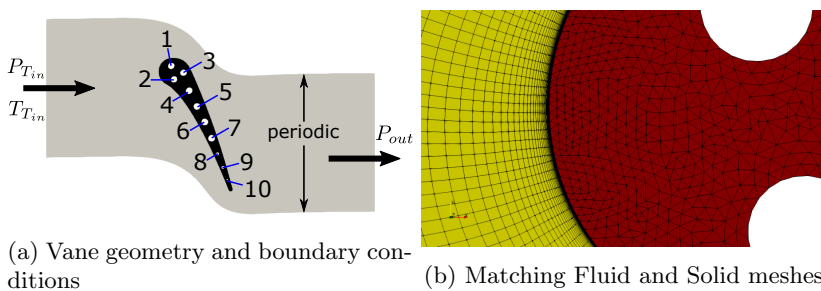 1
P_{T_{in}}
3
2
T_{T_{in}}
4
5
6
7
periodic
P_{out}
8
9
10
(a) Vane geometry and boundary con-
ditions
(b) Matching Fluid and Solid meshes